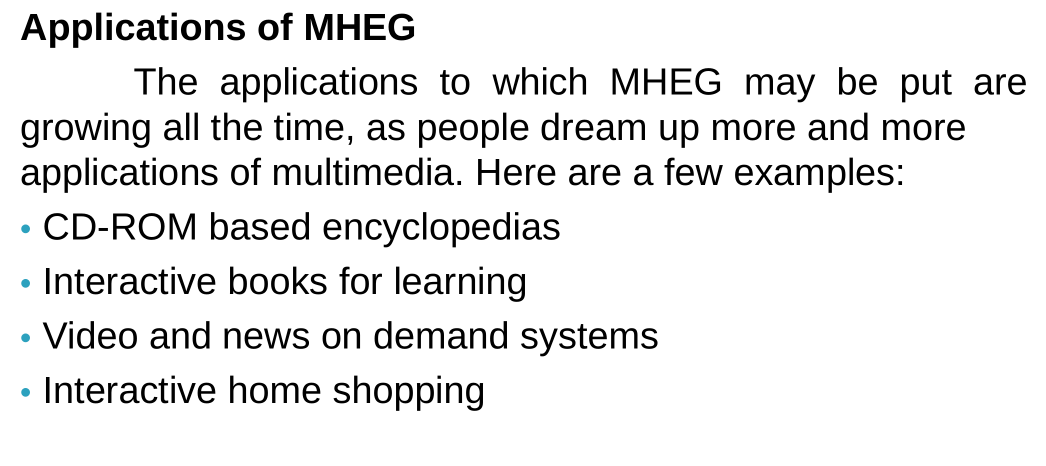 Applications of MHEG
The applications to which MHEG may be put are
growing all the time, as people dream up more and more
applications of multimedia. Here are a few examples:
• CD-ROM based encyclopedias
• Interactive books for learning
• Video and news on demand systems
• Interactive home shopping